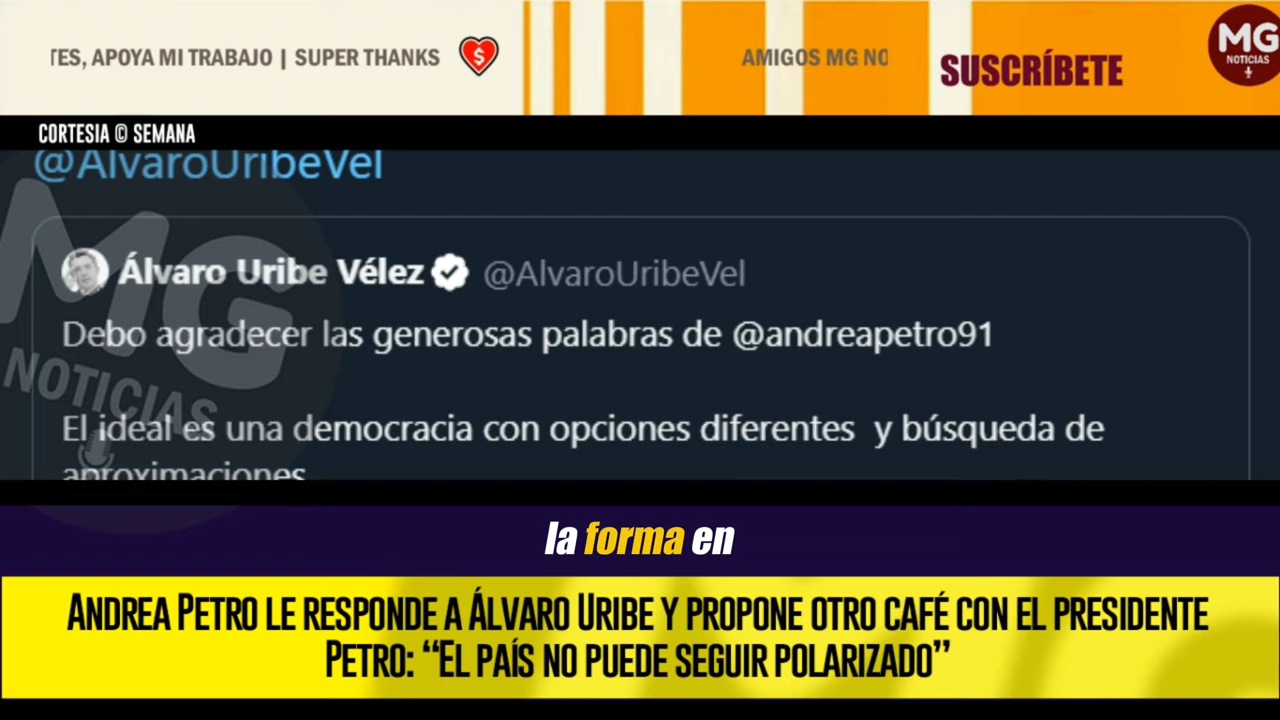 TES, APOYA MI TRABAJO | SUPER THANKS
AMIGOS MG NO
SUSCRÍBETE
MG
NOTICIAS
CORTESIA © SEMANA
@AlvaroUribeVel
Álvaro Uribe Vélez @AlvaroUribeVel
Debo agradecer las generosas palabras de @andreapetro91
El ideal es una democracia con opciones diferentes y búsqueda de
aproximaciones
MG
NOTICIAS
la forma en
ANDREA PETRO LE RESPONDE A ÁLVARO URIBE Y PROPONE OTRO CAFÉ CON EL PRESIDENTE
PETRO: “EL PAÍS NO PUEDE SEGUIR POLARIZADO”